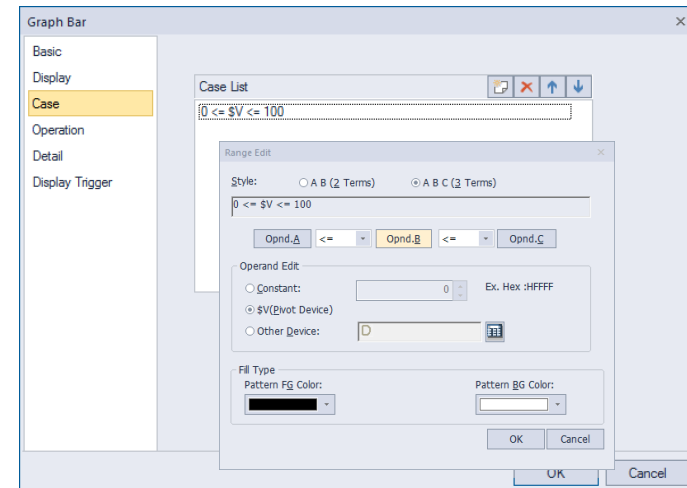 Graph Bar
Basic
Display
Case
Operation
Detail
Display Trigger
Case List
0 <= $V <= 100
Range Edit
Style: A B (2 Terms) A B C (3 Terms)
0 <= $V <= 100
Opnd.A <= Opnd.B <= Opnd.C
Operand Edit
Constant: 0 Ex. Hex :HFFFF
$V(Pivot Device)
Other Device: D
Fill Type
Pattern FG Color: Pattern BG Color:
OK Cancel
OK Cancel